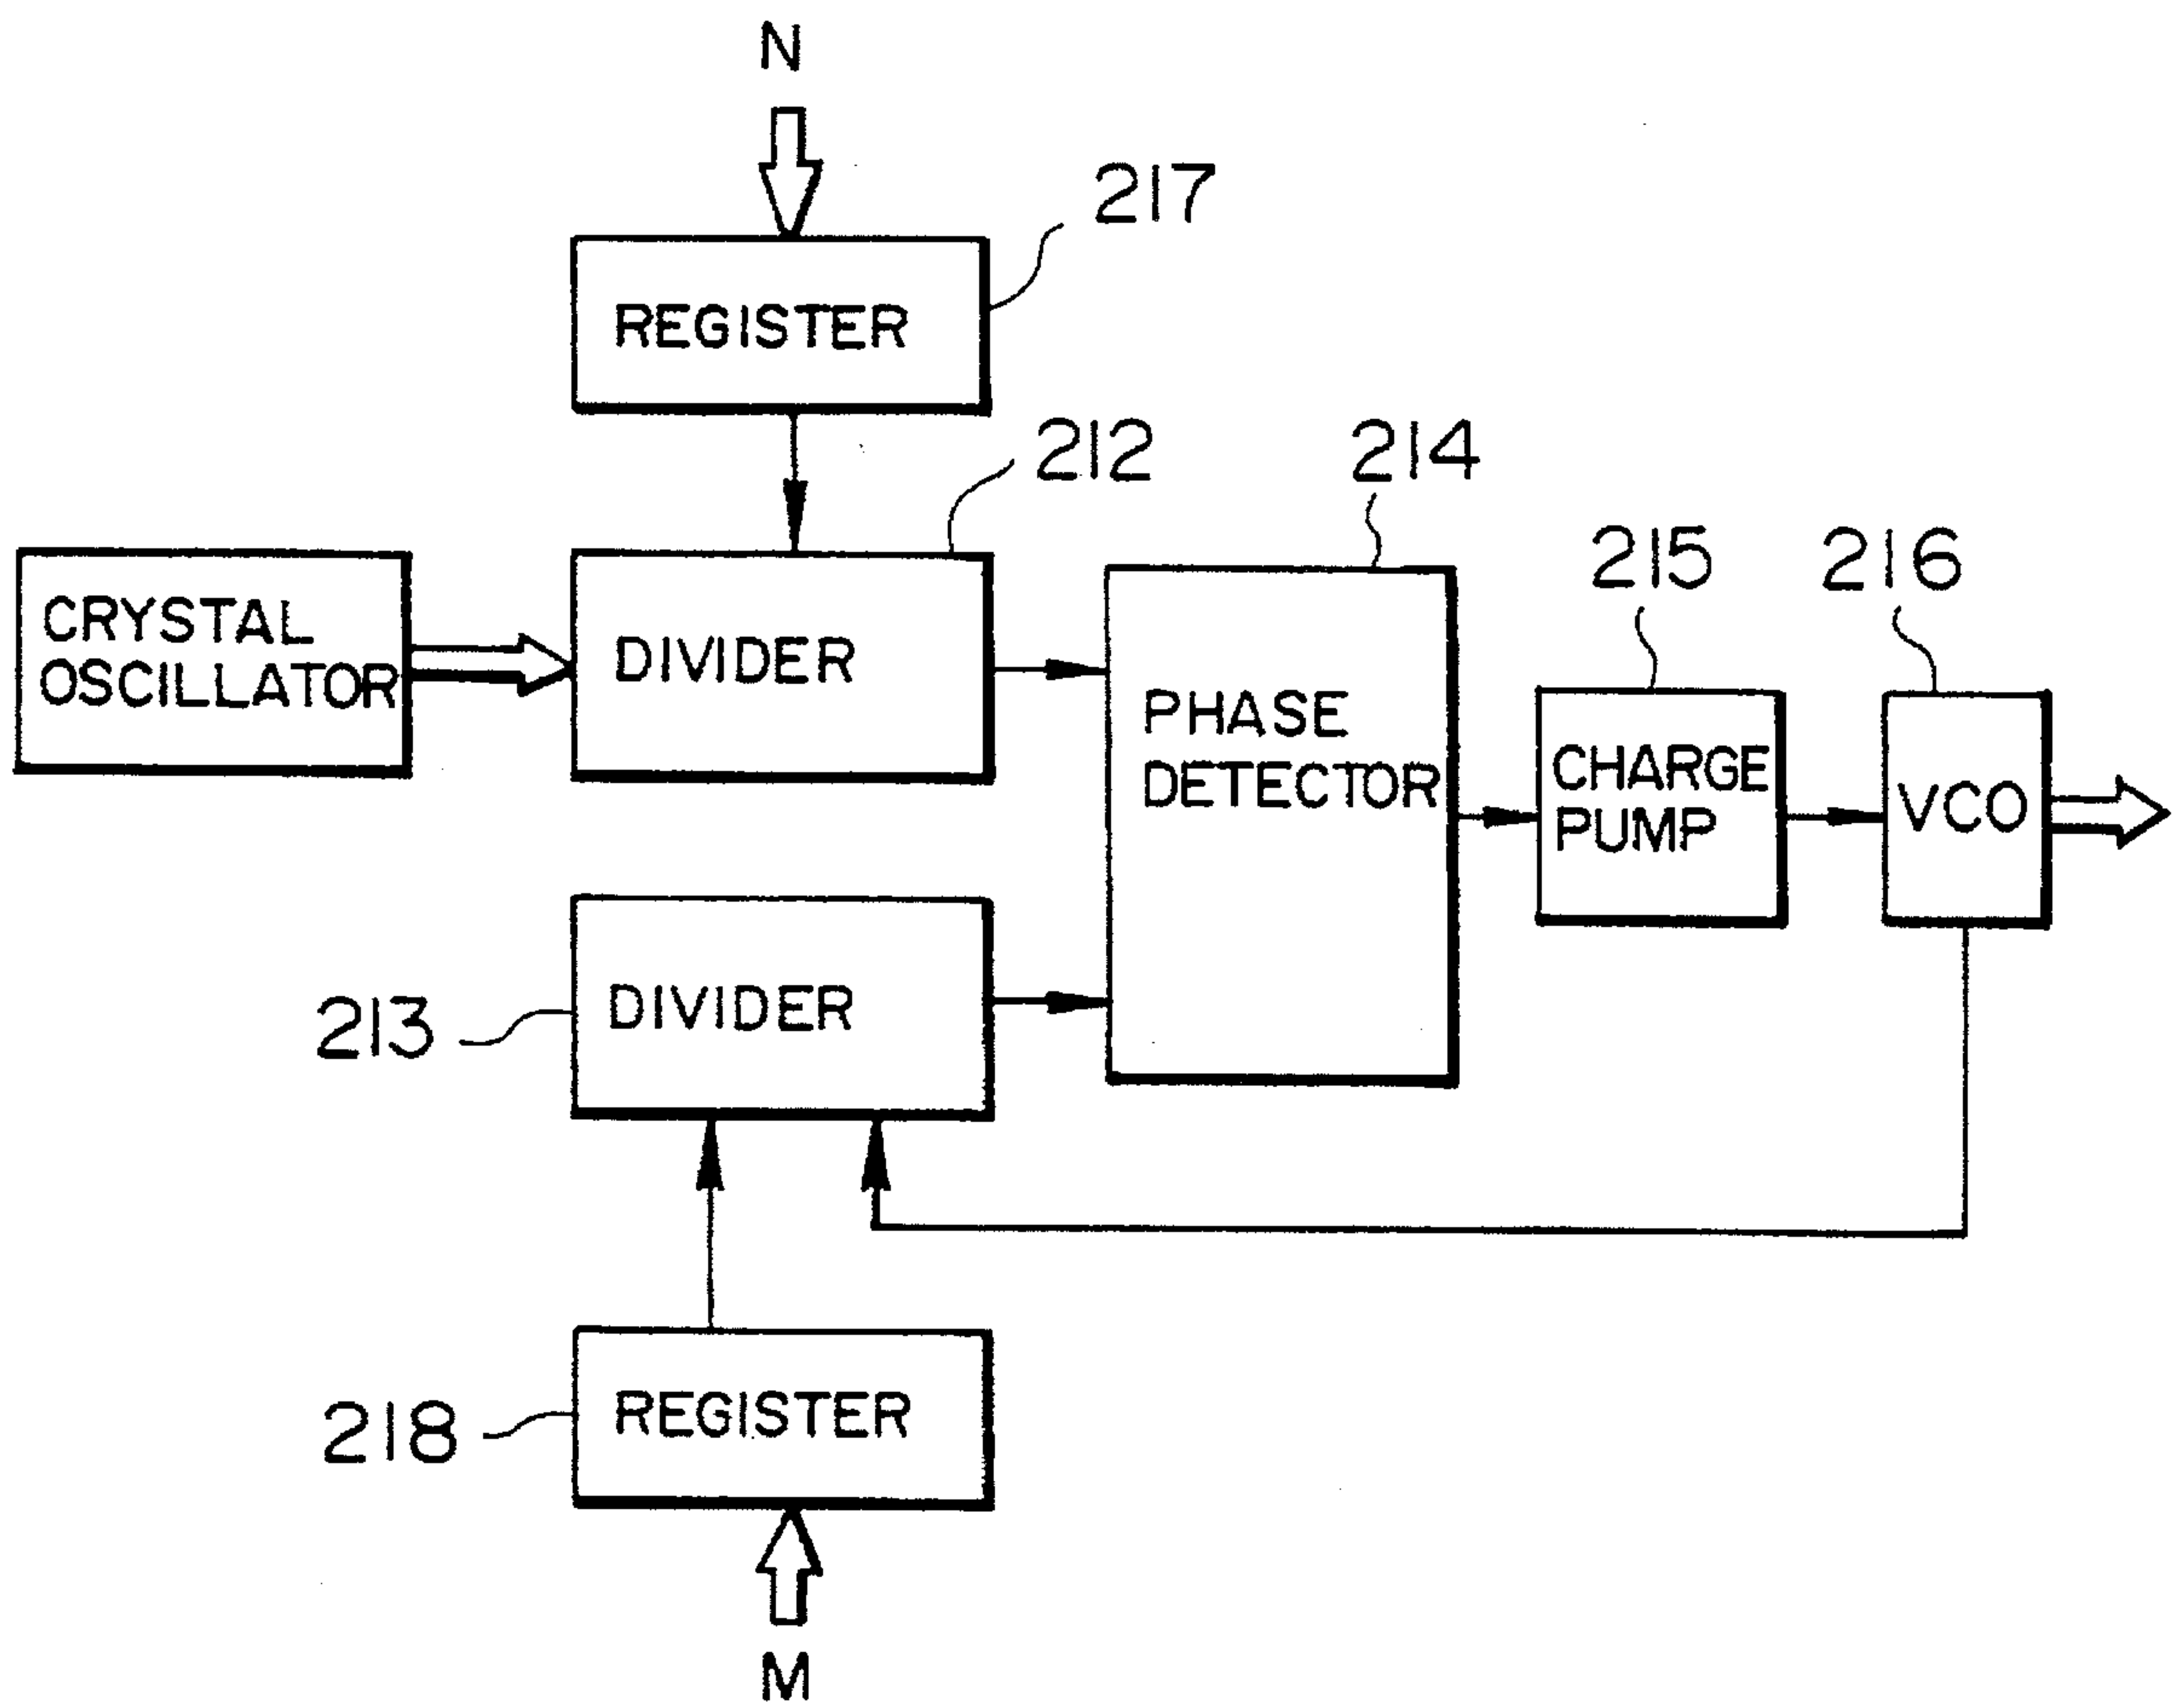 N
217
REGISTER
212
214
215
216
CRYSTAL
OSCILLATOR
DIVIDER
PHASE
DETECTOR
CHARGE
PUMP
VCO
213
DIVIDER
218
REGISTER
M